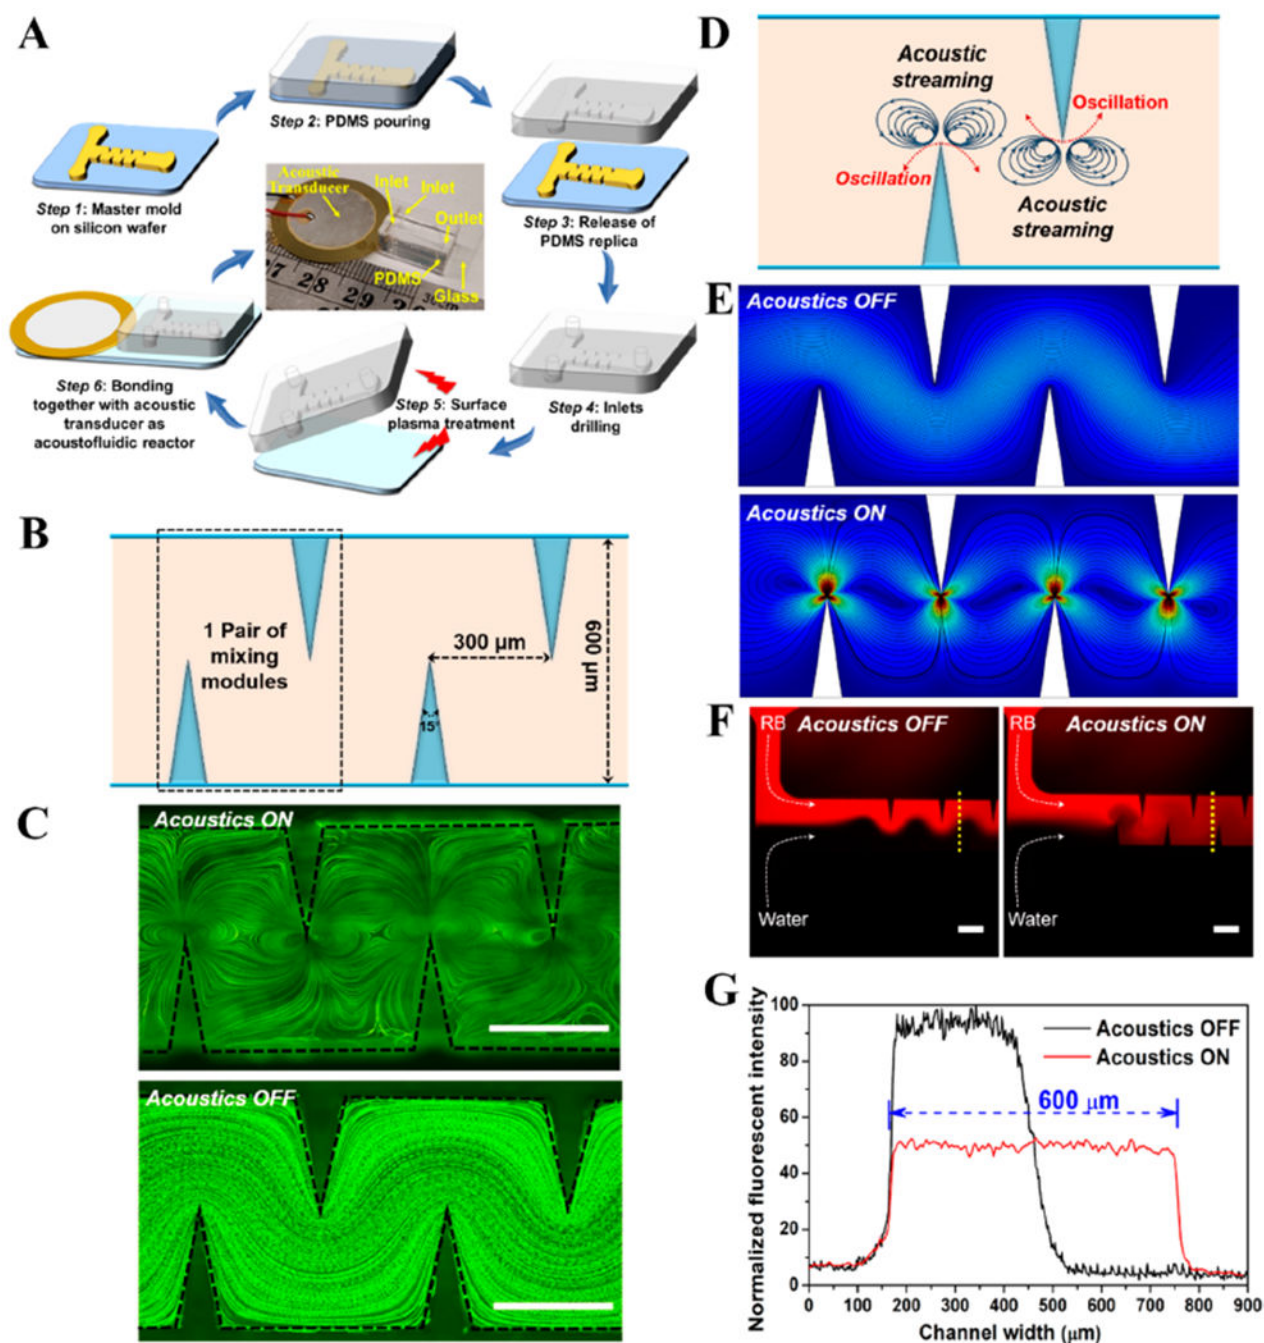 A
Step 1: Master mold
on silicon wafer
Step 2: PDMS pouring
Step 3: Release of
PDMS replica
Step 4: Inlets
drilling
Step 5: Surface
plasma treatment
Step 6: Bonding
together with acoustic
transducer as
acoustofluidic reactor
Acoustic
Transducer
Inlet
Inlet
Outlet
PDMS
Glass
27 28 29 30cm
B
1 Pair of
mixing
modules
300 µm
600 µm
15°
C
Acoustics ON
Acoustics OFF
D
Acoustic
streaming
Oscillation
Oscillation
Acoustic
streaming
E
Acoustics OFF
Acoustics ON
F
RB
Acoustics OFF
Water
RB
Acoustics ON
Water
G
Normalized fluorescent intensity
100
80
60
40
20
0
Acoustics OFF
Acoustics ON
600 µm
0 100 200 300 400 500 600 700 800 900
Channel width (µm)